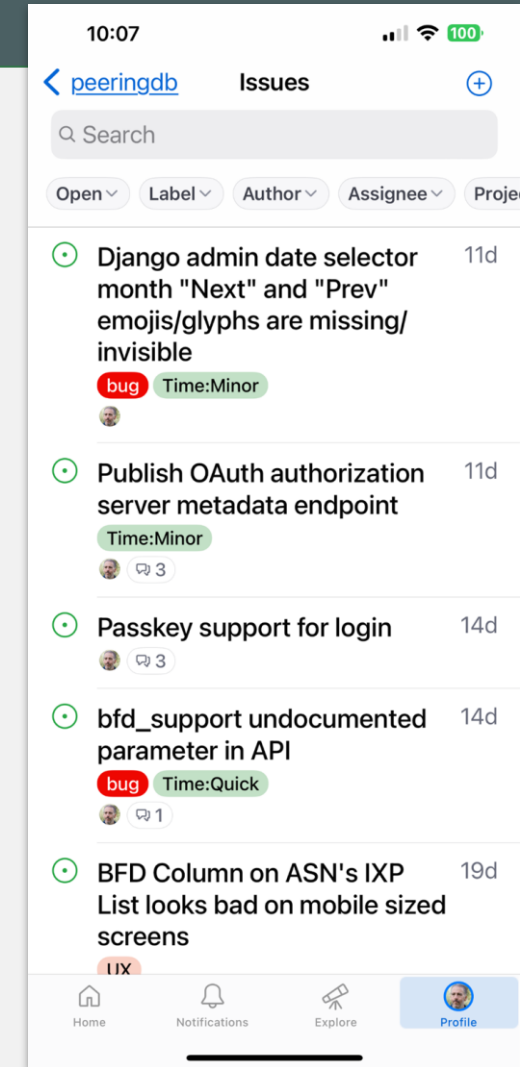 10:07
100
peeringdb Issues
Search
Open Label Author Assignee Proje
Django admin date selector 11d
month "Next" and "Prev"
emojis/glyphs are missing/
invisible
bug Time:Minor
Publish OAuth authorization 11d
server metadata endpoint
Time:Minor
3
Passkey support for login 14d
3
bfd_support undocumented 14d
parameter in API
bug Time:Quick
1
BFD Column on ASN's IXP 19d
List looks bad on mobile sized
screens
UX
Home Notifications Explore Profile